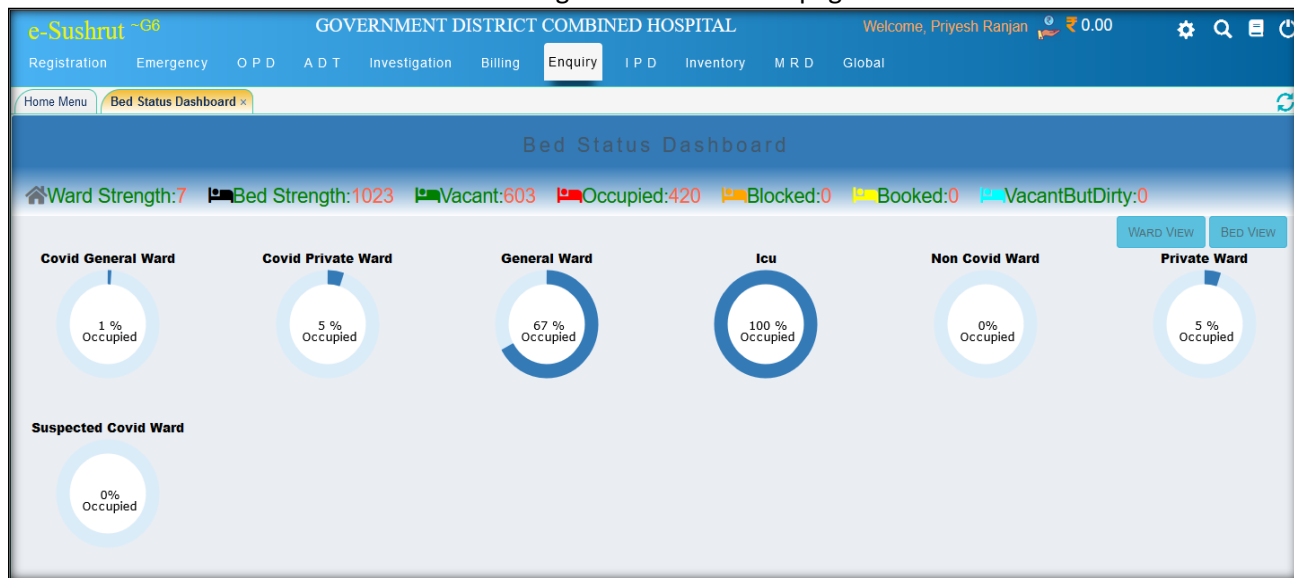 e-Sushrut ~G6 GOVERNMENT DISTRICT COMBINED HOSPITAL Welcome, Priyesh Ranjan ₹ 0.00
Registration Emergency O P D A D T Investigation Billing Enquiry I P D Inventory M R D Global
Home Menu Bed Status Dashboard ×
Bed Status Dashboard
Ward Strength:7 Bed Strength:1023 Vacant:603 Occupied:420 Blocked:0 Booked:0 VacantButDirty:0
WARD VIEW BED VIEW
Covid General Ward Covid Private Ward General Ward Icu Non Covid Ward Private Ward
1 % 5 % 67 % 100 % 0% 5 %
Occupied Occupied Occupied Occupied Occupied Occupied
Suspected Covid Ward
0%
Occupied